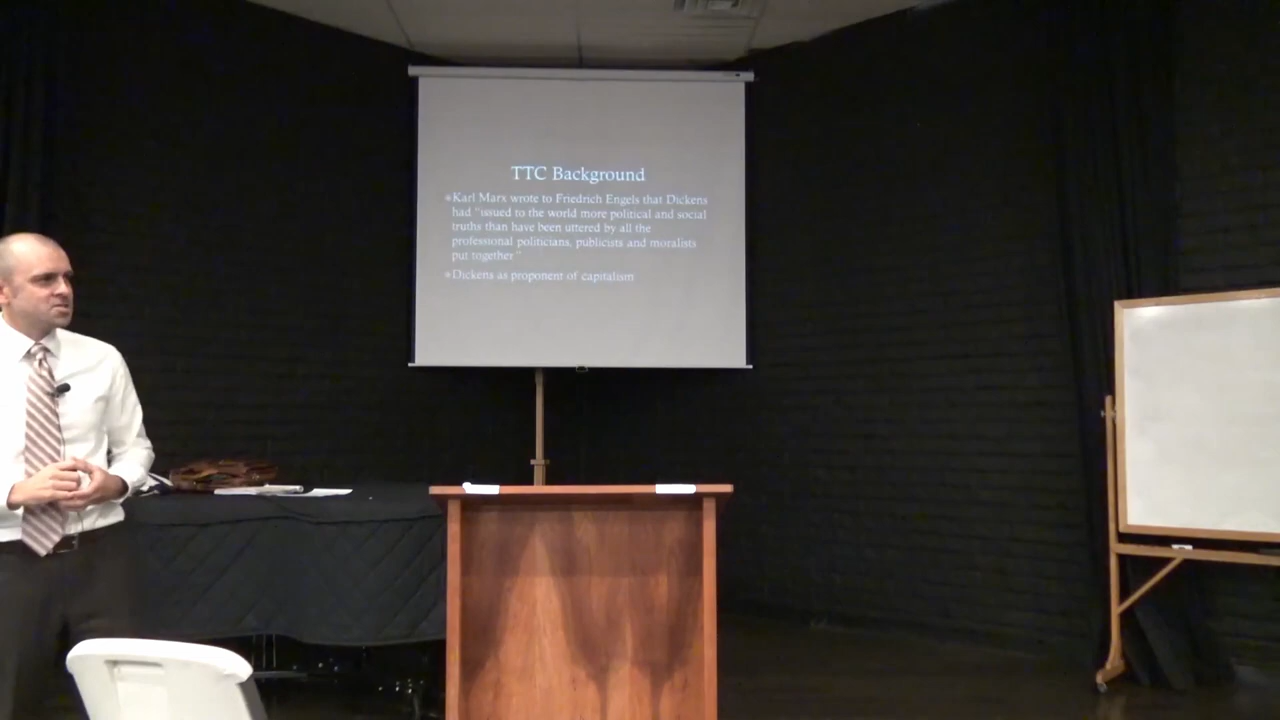 TTC Background
Karl Marx wrote to Friedrich Engels that Dickens
had "issued to the world more political and social
truths than have been uttered by all the
professional politicians, publicists and moralists
put together"
Dickens as proponent of capitalism